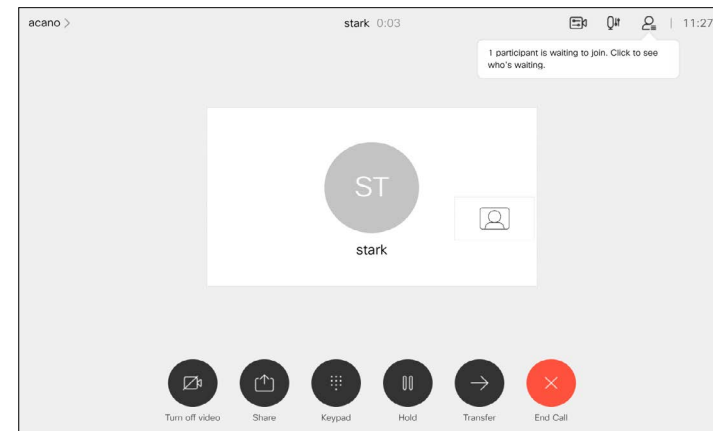 acano >
stark 0:03
11:27
1 participant is waiting to join. Click to see
who's waiting.
ST
stark
Turn off video
Share
Keypad
Hold
Transfer
End Call